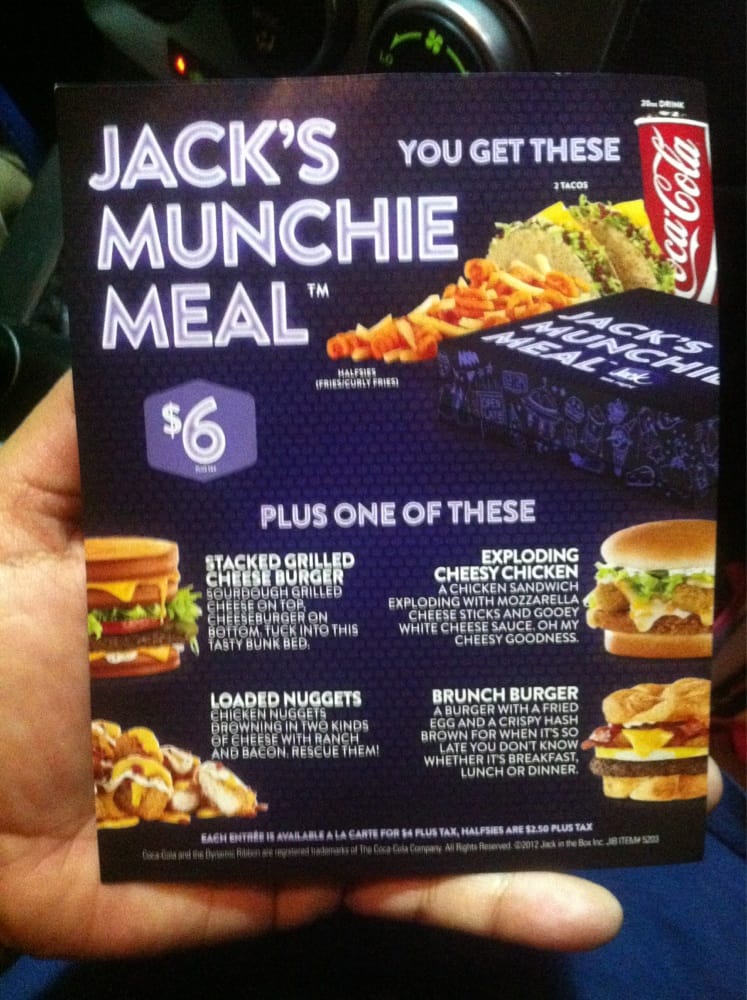 JACK'S
MUNCHIE
MEAL™
YOU GET THESE
20oz DRINK
2 TACOS
Coca-Cola
HALFSIES
(FRIES/CURLY FRIES)
JACK'S
MUNCHIE
MEAL
$6
PLUS TAX
PLUS ONE OF THESE
STACKED GRILLED
CHEESE BURGER
SOURDOUGH GRILLED
CHEESE ON TOP,
CHEESEBURGER ON
BOTTOM. TUCK INTO THIS
TASTY BUNK BED.
EXPLODING
CHEESY CHICKEN
A CHICKEN SANDWICH
EXPLODING WITH MOZZARELLA
CHEESE STICKS AND GOOEY
WHITE CHEESE SAUCE. OH MY
CHEESY GOODNESS.
LOADED NUGGETS
CHICKEN NUGGETS
DROWNING IN TWO KINDS
OF CHEESE WITH RANCH
AND BACON. RESCUE THEM!
BRUNCH BURGER
A BURGER WITH A FRIED
EGG AND A CRISPY HASH
BROWN FOR WHEN IT'S SO
LATE YOU DON'T KNOW
WHETHER IT'S BREAKFAST,
LUNCH OR DINNER.
EACH ENTRÉE IS AVAILABLE A LA CARTE FOR $4 PLUS TAX, HALFSIES ARE $2.50 PLUS TAX
Coca-Cola and the Dynamic Ribbon are registered trademarks of The Coca-Cola Company. All Rights Reserved. ©2012 Jack in the Box Inc. JIB ITEM# 5203